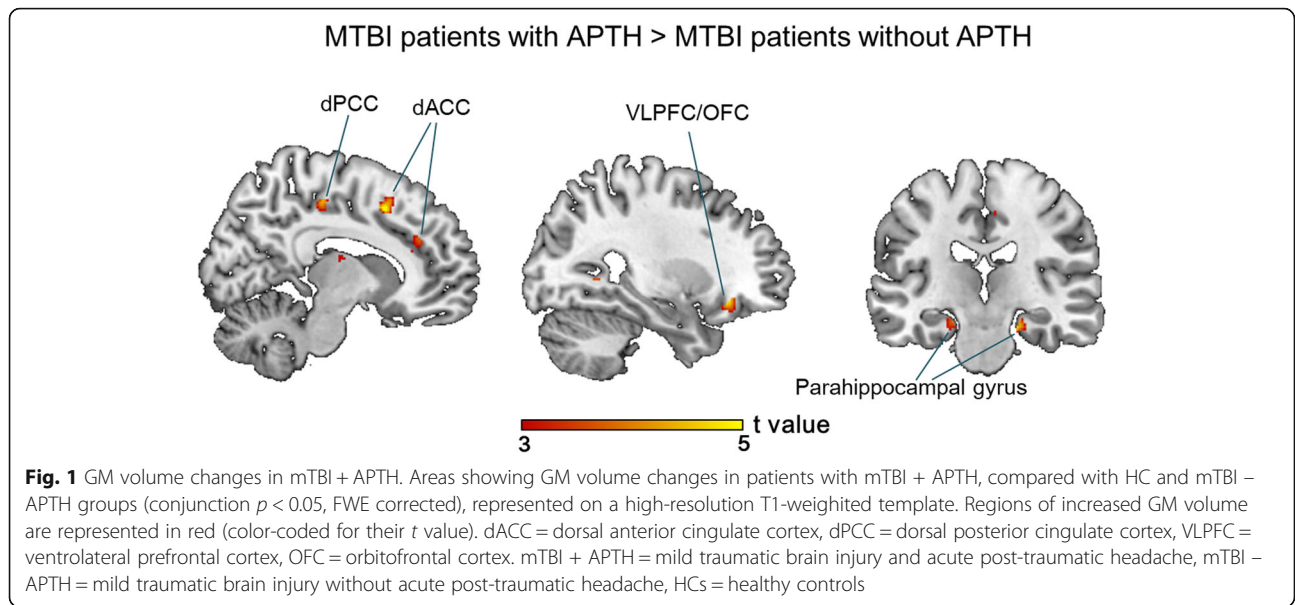 MTBI patients with APTH > MTBI patients without APTH
dPCC
dACC
VLPFC/OFC
Parahippocampal gyrus
t value
3
5
Fig. 1 GM volume changes in mTBI + APTH. Areas showing GM volume changes in patients with mTBI + APTH, compared with HC and mTBI –
APTH groups (conjunction p < 0.05, FWE corrected), represented on a high-resolution T1-weighited template. Regions of increased GM volume
are represented in red (color-coded for their t value). dACC = dorsal anterior cingulate cortex, dPCC = dorsal posterior cingulate cortex, VLPFC =
ventrolateral prefrontal cortex, OFC = orbitofrontal cortex. mTBI + APTH = mild traumatic brain injury and acute post-traumatic headache, mTBI –
APTH = mild traumatic brain injury without acute post-traumatic headache, HCs = healthy controls